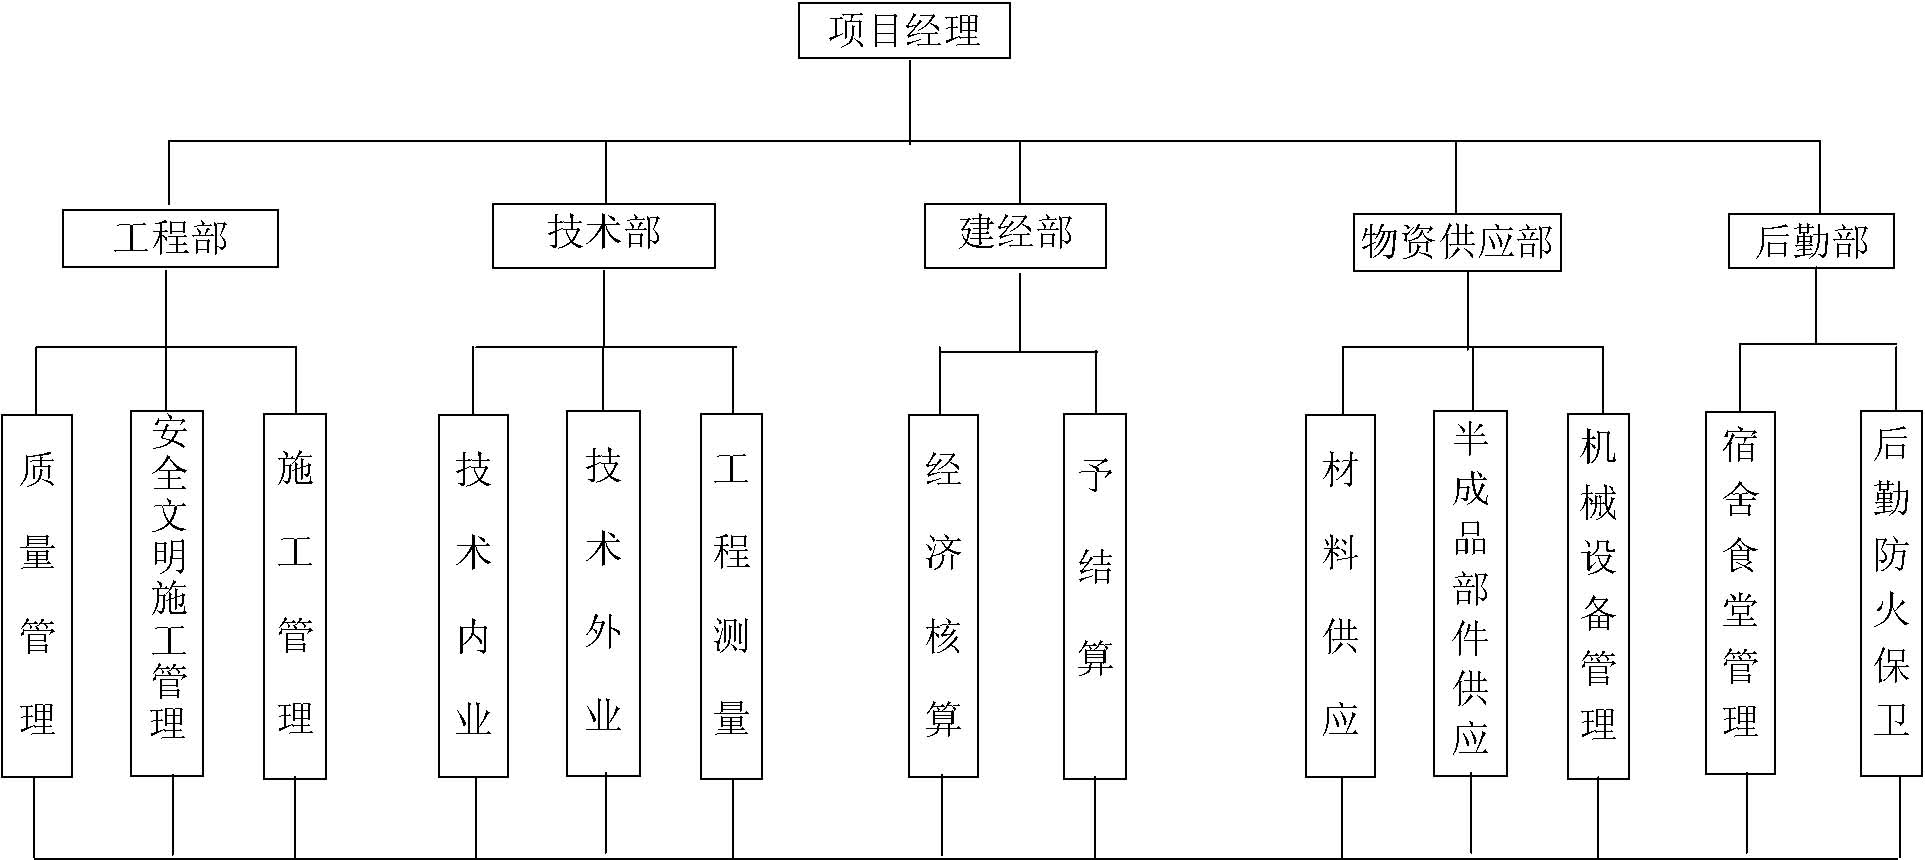 项目经理
工程部
技术部
建经部
物资供应部
后勤部
质量管理
安全文明施工管理
施工管理
技术内业
技术外业
工程测量
经济核算
予结算
材料供应
半成品部件供应
机械设备管理
宿舍食堂管理
后勤防火保卫